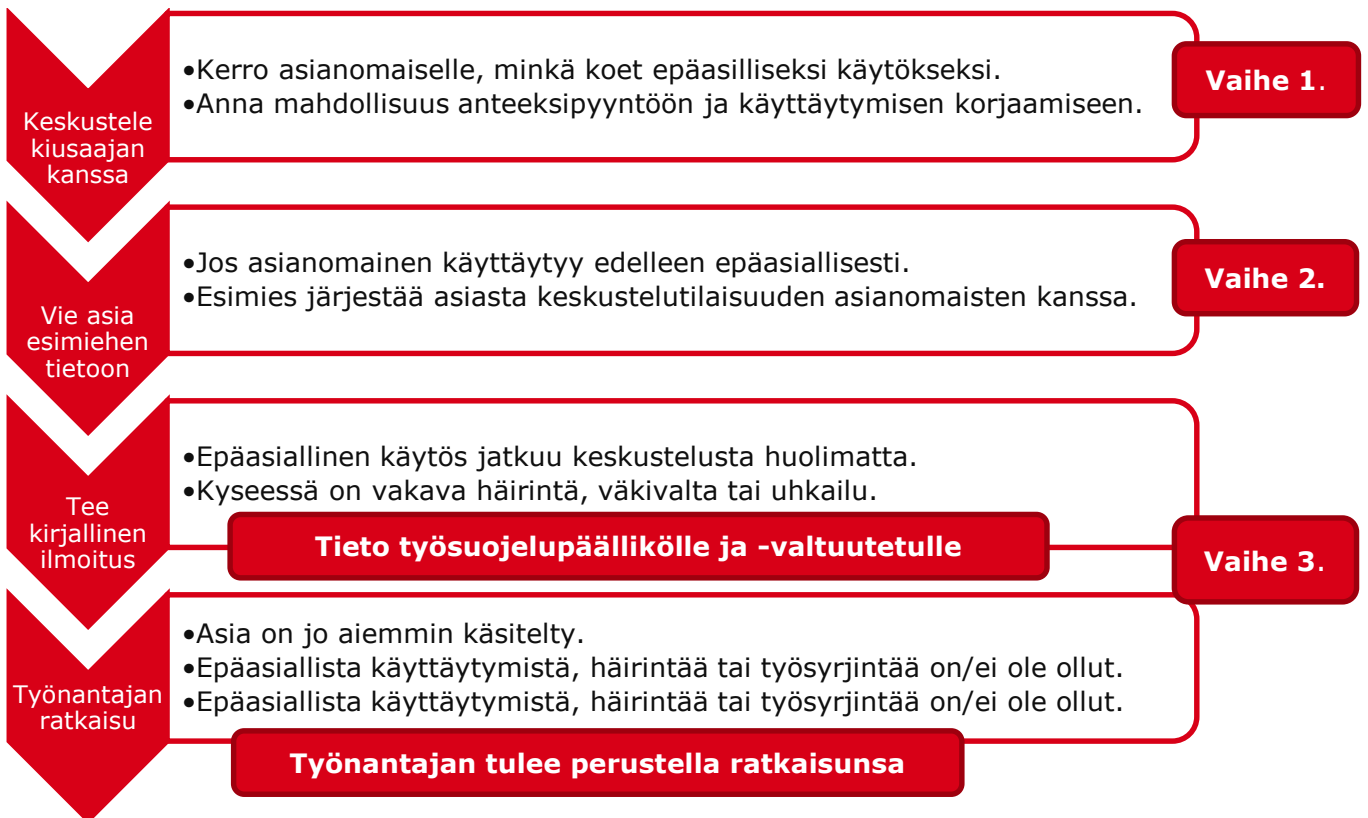 Keskustele
kiusaajan
kanssa
•Kerro asianomaiselle, minkä koet epäasilliseksi käytökseksi.
•Anna mahdollisuus anteeksipyyntöön ja käyttäytymisen korjaamiseen.
Vaihe 1.
Vie asia
esimiehen
tietoon
•Jos asianomainen käyttäytyy edelleen epäasiallisesti.
•Esimies järjestää asiasta keskustelutilaisuuden asianomaisten kanssa.
Vaihe 2.
Tee
kirjallinen
ilmoitus
•Epäasiallinen käytös jatkuu keskustelusta huolimatta.
•Kyseessä on vakava häirintä, väkivalta tai uhkailu.
Tieto työsuojelupäällikölle ja -valtuutetulle
Vaihe 3.
Työnantajan
ratkaisu
•Asia on jo aiemmin käsitelty.
•Epäasiallista käyttäytymistä, häirintää tai työsyrjintää on/ei ole ollut.
•Epäasiallista käyttäytymistä, häirintää tai työsyrjintää on/ei ole ollut.
Työnantajan tulee perustella ratkaisunsa